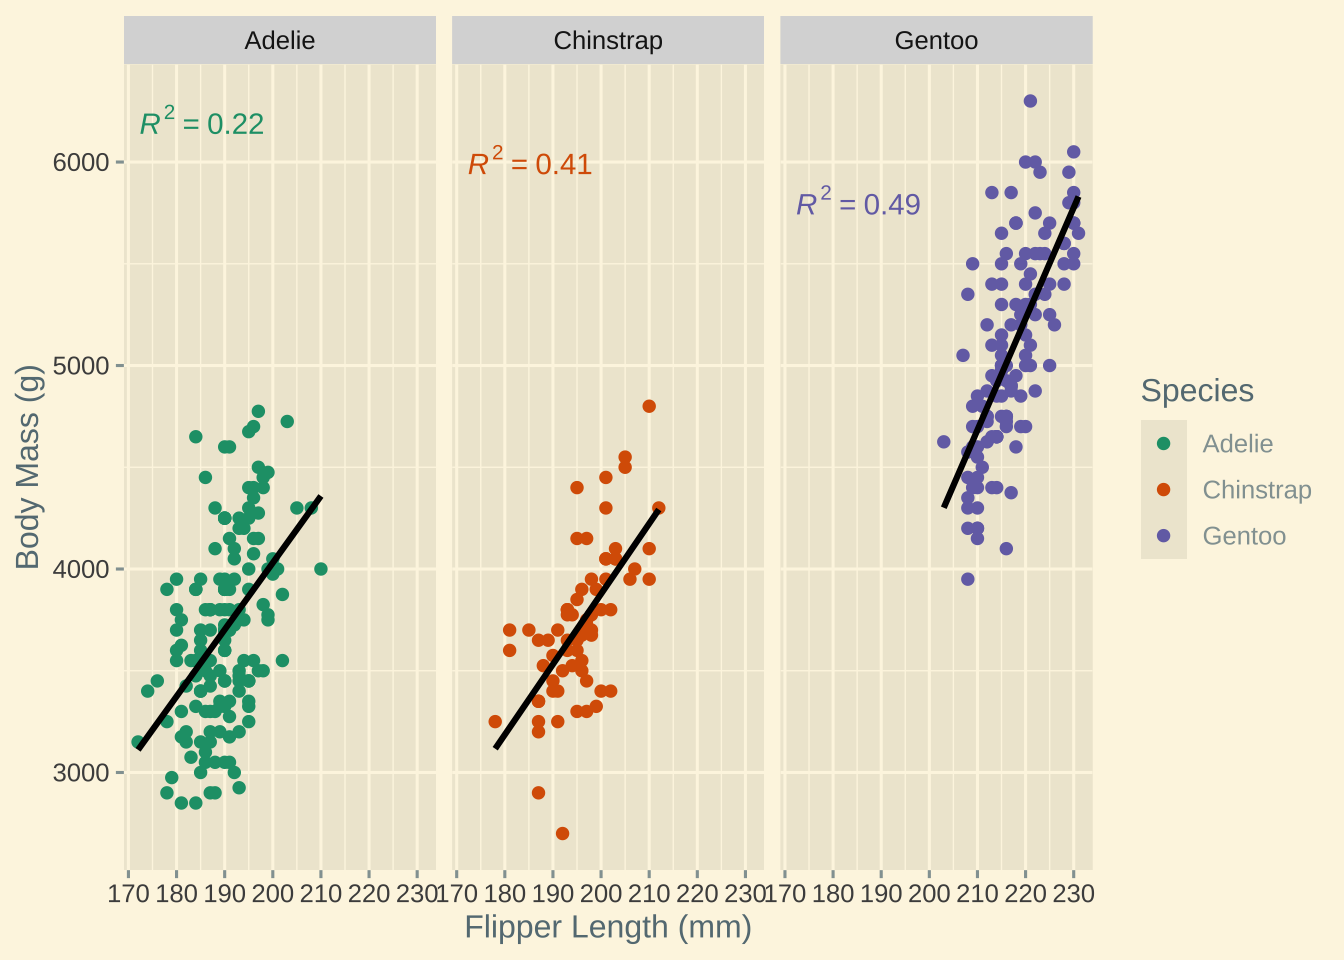 Adelie
Chinstrap
Gentoo
R² = 0.22
R² = 0.41
R² = 0.49
6000
5000
4000
3000
Body Mass (g)
170 180 190 200 210 220 230
170 180 190 200 210 220 230
170 180 190 200 210 220 230
Flipper Length (mm)
Species
Adelie
Chinstrap
Gentoo